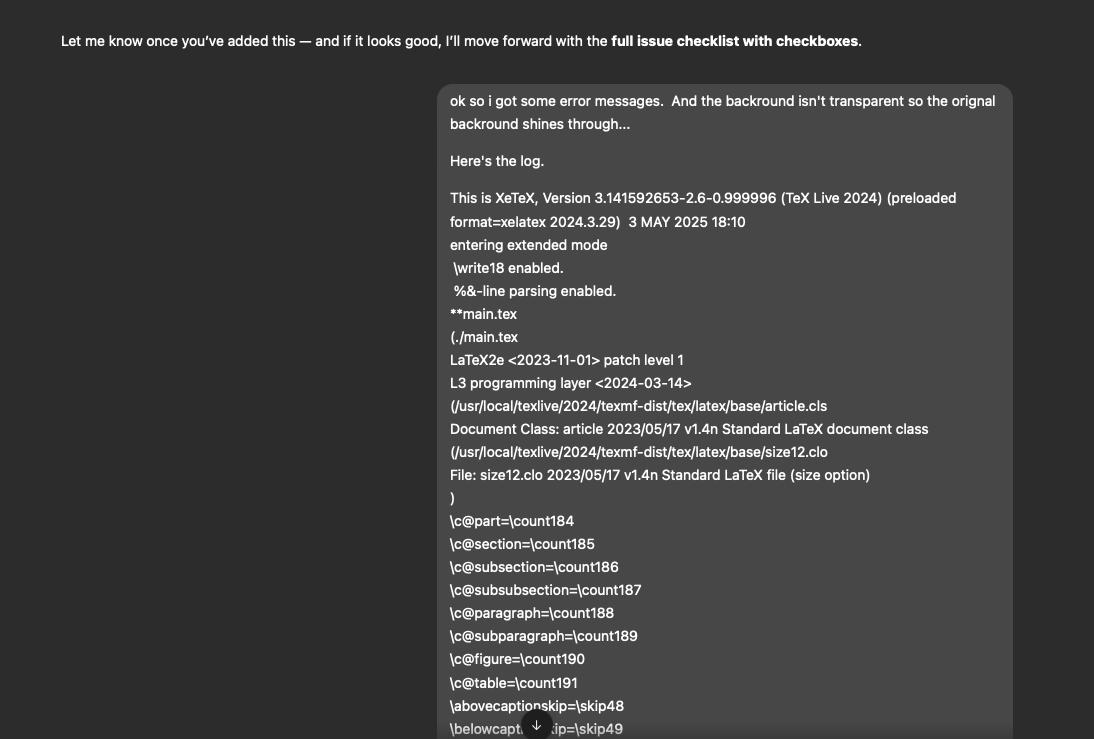 Let me know once you’ve added this — and if it looks good, I’ll move forward with the full issue checklist with checkboxes.
ok so i got some error messages.  And the backround isn't transparent so the orignal
backround shines through...
Here's the log.
This is XeTeX, Version 3.141592653-2.6-0.999996 (TeX Live 2024) (preloaded
format=xelatex 2024.3.29)  3 MAY 2025 18:10
entering extended mode
 \write18 enabled.
 %&-line parsing enabled.
**main.tex
(./main.tex
LaTeX2e <2023-11-01> patch level 1
L3 programming layer <2024-03-14>
(/usr/local/texlive/2024/texmf-dist/tex/latex/base/article.cls
Document Class: article 2023/05/17 v1.4n Standard LaTeX document class
(/usr/local/texlive/2024/texmf-dist/tex/latex/base/size12.clo
File: size12.clo 2023/05/17 v1.4n Standard LaTeX file (size option)
)
\c@part=\count184
\c@section=\count185
\c@subsection=\count186
\c@subsubsection=\count187
\c@paragraph=\count188
\c@subparagraph=\count189
\c@figure=\count190
\c@table=\count191
\abovecaptionskip=\skip48